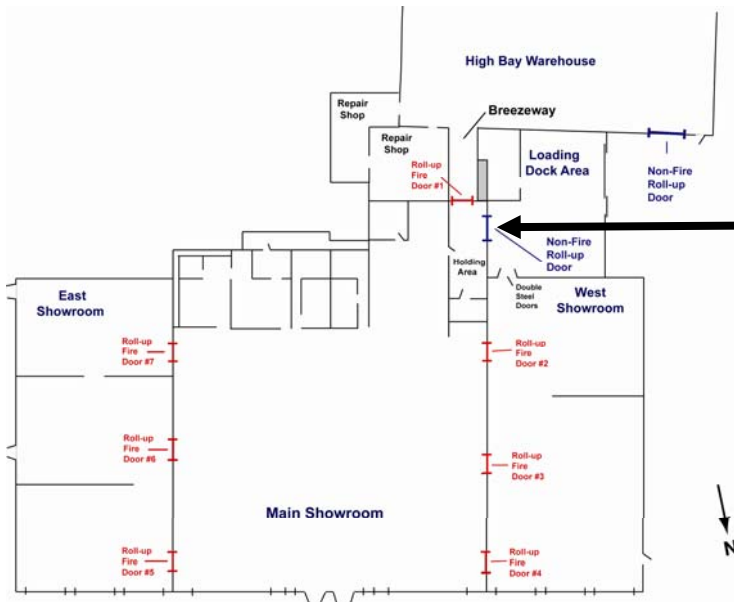 High Bay Warehouse
Repair
Shop
Breezeway
Repair
Shop
Loading
Dock Area
Roll-up
Fire
Door #1
Non-Fire
Roll-up
Door
Non-Fire
Roll-up
Door
Holding
Area
Double
Steel
Doors
East
Showroom
West
Showroom
Roll-up
Fire
Door #7
Roll-up
Fire
Door #2
Roll-up
Fire
Door #6
Roll-up
Fire
Door #3
Main Showroom
Roll-up
Fire
Door #5
Roll-up
Fire
Door #4
N